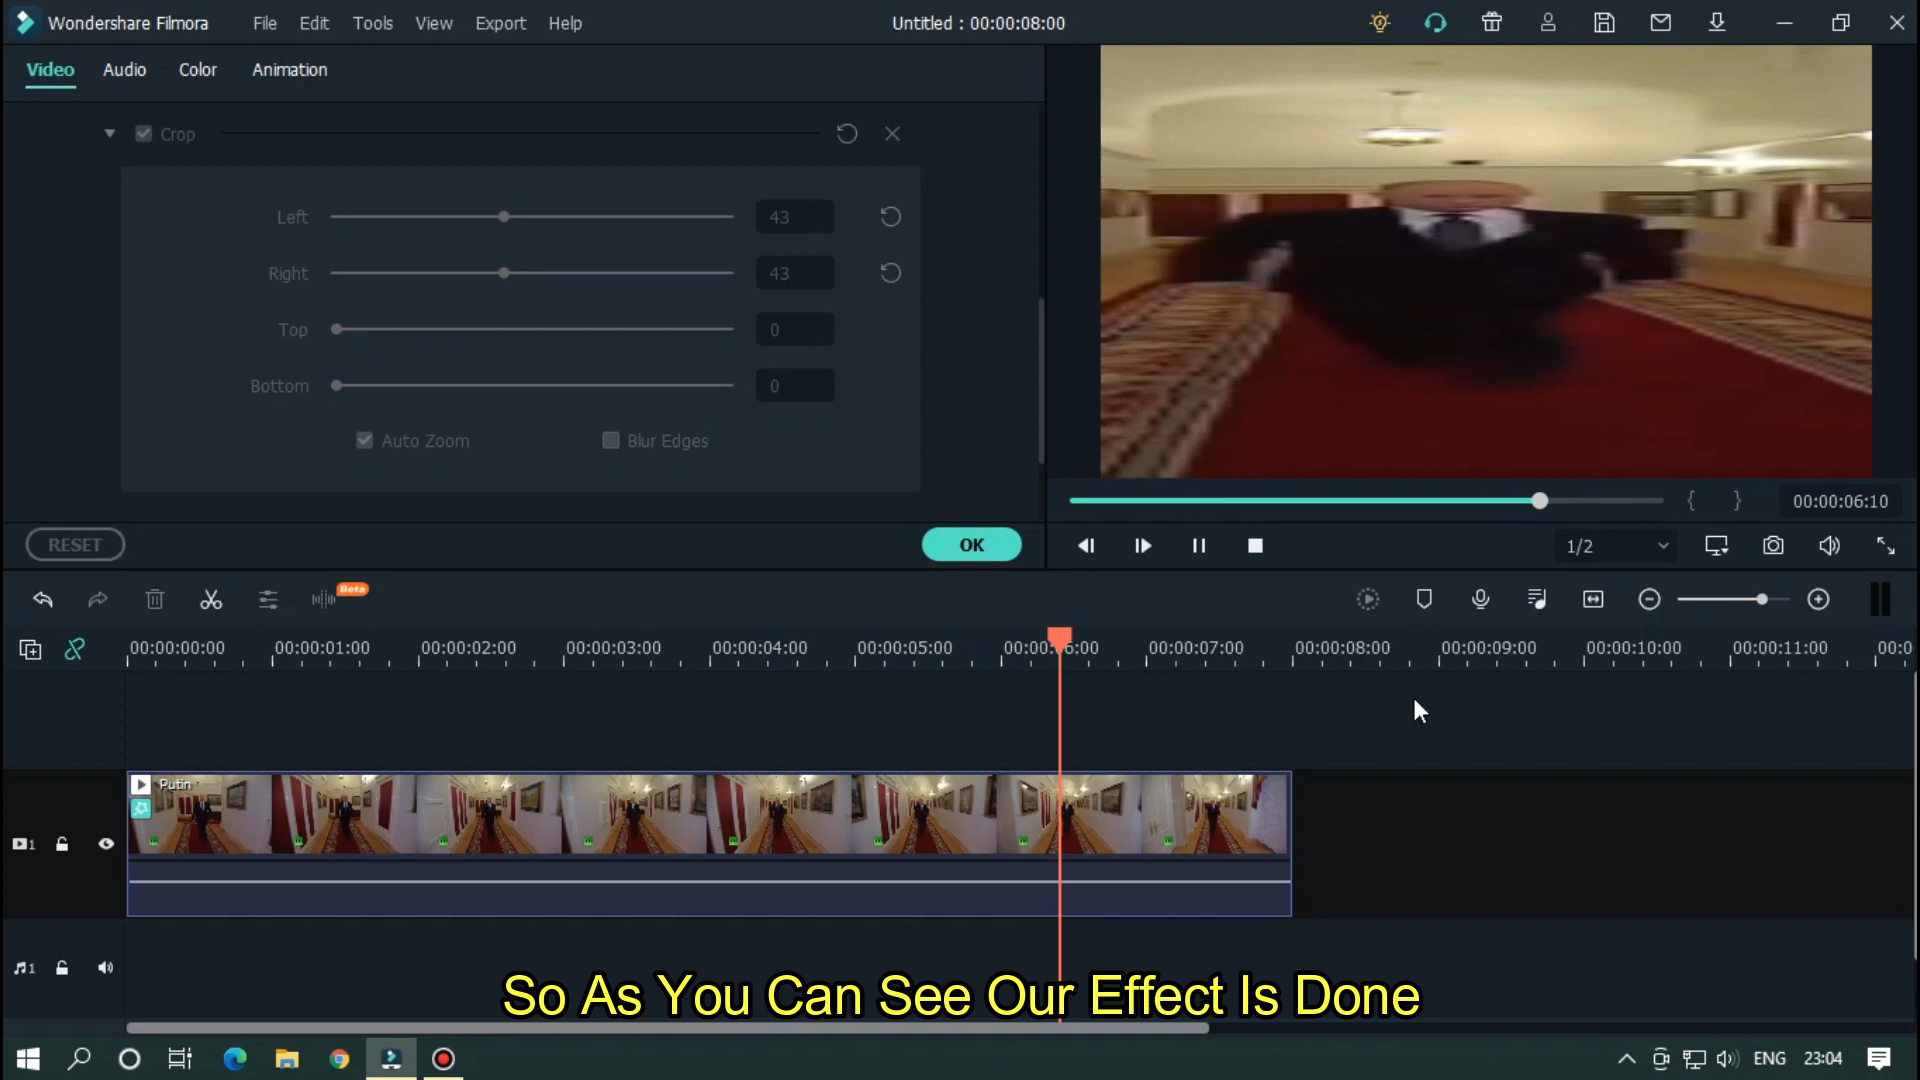 Wondershare Filmora File Edit Tools View Export Help Untitled : 00:00:08:00
Video Audio Color Animation
Crop
Left 43
Right 43
Top 0
Bottom 0
Auto Zoom Blur Edges
RESET OK
{ } 00:00:06:10
1/2
Beta
00:00:00:00 00:00:01:00 00:00:02:00 00:00:03:00 00:00:04:00 00:00:05:00 00:00:06:00 00:00:07:00 00:00:08:00 00:00:09:00 00:00:10:00 00:00:11:00 00:0
Putin
1
1
So As You Can See Our Effect Is Done
ENG 23:04